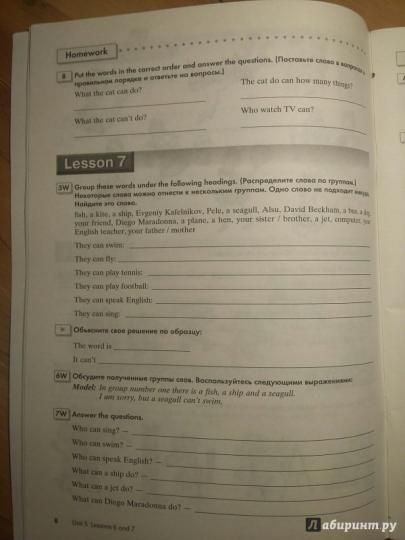 Homework
8 Put the words in the correct order and answer the questions. (Поставьте слова в вопросах в
правильном порядке и ответьте на вопросы.)
What the cat can do?
The cat do can how many things?
What the cat can't do?
Who watch TV can?
Lesson 7
5W Group these words under the following headings. (Распределите слова по группам.)
Некоторые слова можно отнести к нескольким группам. Одно слово не подходит никуда.
Найдите это слово.
fish, a kite, a ship, Evgeniy Kafelnikov, Pele, a seagull, Alsu, David Beckham, a bus, a dog,
your friend, Diego Maradonna, a plane, a hen, your sister / brother, a jet, computer, your
English teacher, your father / mother
They can swim:
They can fly:
They can play tennis:
They can play football:
They can speak English:
They can sing:
Объясните свое решение по образцу:
The word is
It can't
6W Обсудите полученные группы слов. Воспользуйтесь следующими выражениями:
Model: In group number one there is a fish, a ship and a seagull.
I am sorry, but a seagull can't swim.
7W Answer the questions.
Who can sing? —
Who can swim? —
Who can speak English? —
What can a ship do? —
What can a jet do? —
What can Diego Maradonna do? —
6 Unit 5. Lessons 6 and 7
лабиринт.ру